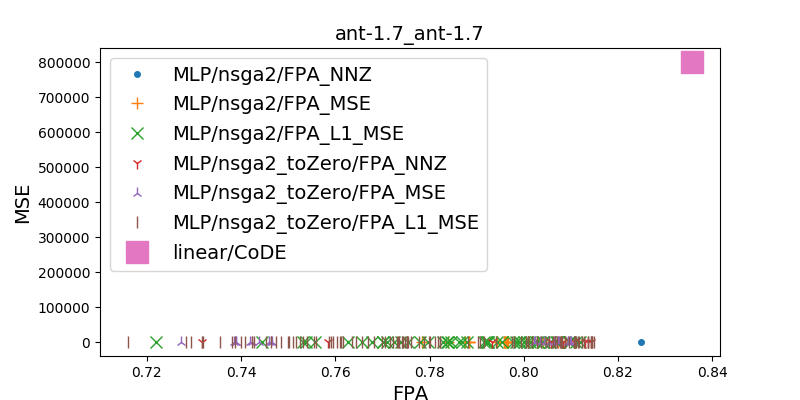 ant-1.7_ant-1.7
MSE
800000
700000
600000
500000
400000
300000
200000
100000
0
MLP/nsga2/FPA_NNZ
MLP/nsga2/FPA_MSE
MLP/nsga2/FPA_L1_MSE
MLP/nsga2_toZero/FPA_NNZ
MLP/nsga2_toZero/FPA_MSE
MLP/nsga2_toZero/FPA_L1_MSE
linear/CoDE
0.72 0.74 0.76 0.78 0.80 0.82 0.84
FPA